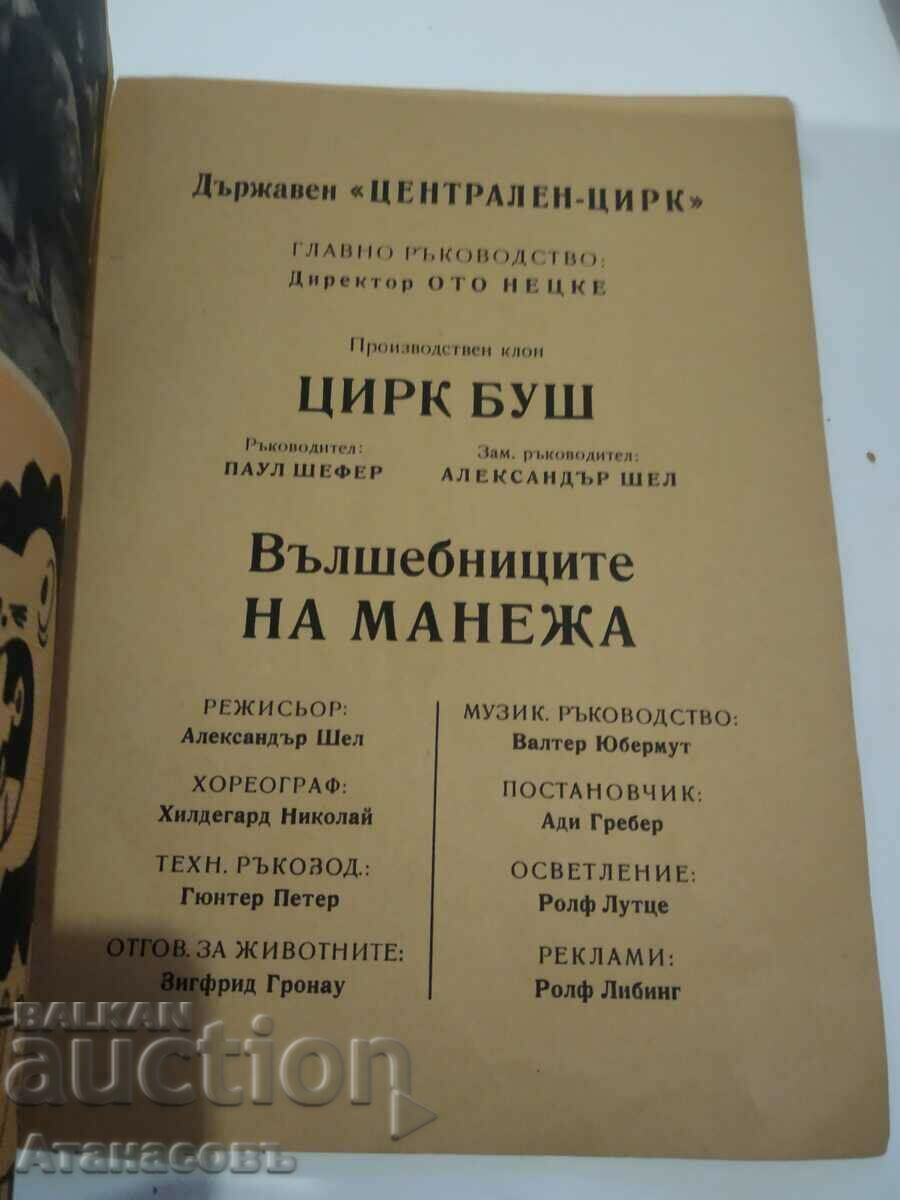 Държавен «ЦЕНТРАЛЕН-ЦИРК»
ГЛАВНО РЪКОВОДСТВО:
Директор ОТО НЕЦКЕ
Производствен клон
ЦИРК БУШ
Ръководител:
ПАУЛ ШЕФЕР
Зам. ръководител:
АЛЕКСАНДЪР ШЕЛ
Вълшебниците
НА МАНЕЖА
РЕЖИСЬОР:
Александър Шел
ХОРЕОГРАФ:
Хилдегард Николай
ТЕХН. РЪКОЗОД.:
Гюнтер Петер
ОТГОВ. ЗА ЖИВОТНИТЕ:
Зигфрид Гронау
МУЗИК. РЪКОВОДСТВО:
Валтер Юбермут
ПОСТАНОВЧИК:
Ади Гребер
ОСВЕТЛЕНИЕ:
Ролф Лутце
РЕКЛАМИ:
Ролф Либинг
BALKAN
auction
Атанасовъ